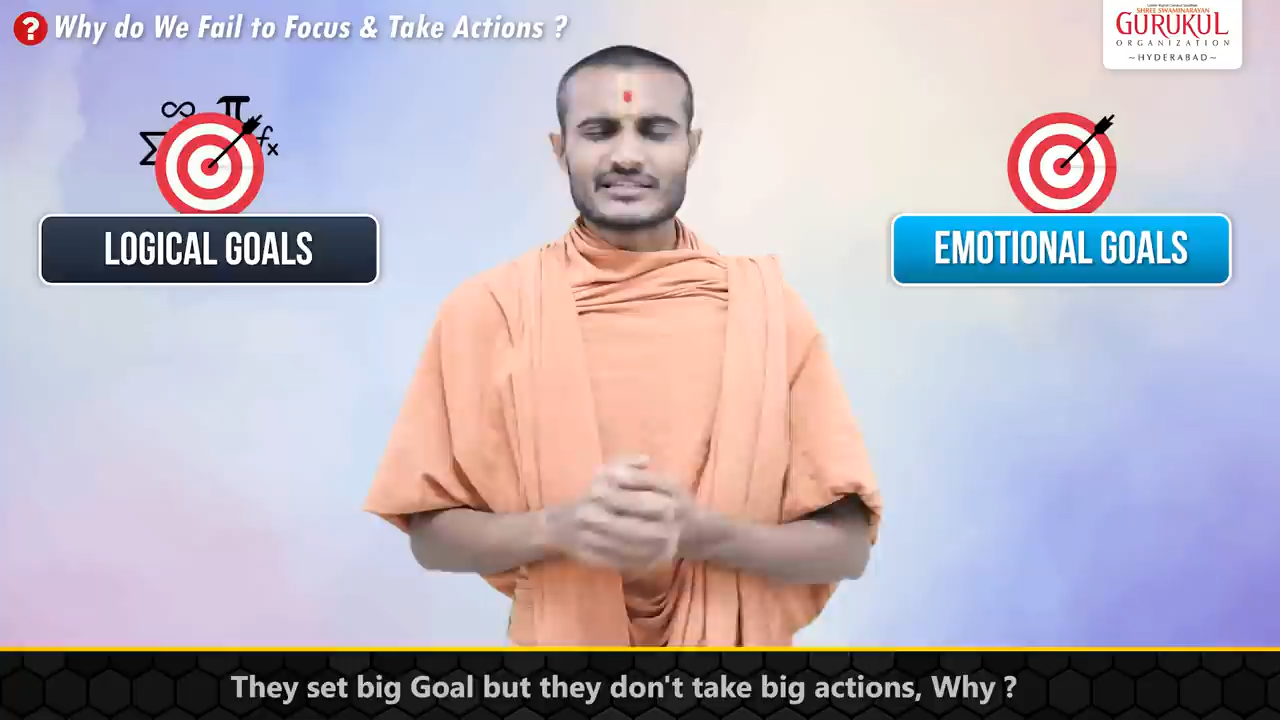 ? Why do We Fail to Focus & Take Actions ?
SHREE SWAMINARAYAN
GURUKUL
ORGANIZATION
~HYDERABAD~
∞ π
Σ fx
LOGICAL GOALS
EMOTIONAL GOALS
They set big Goal but they don't take big actions, Why ?